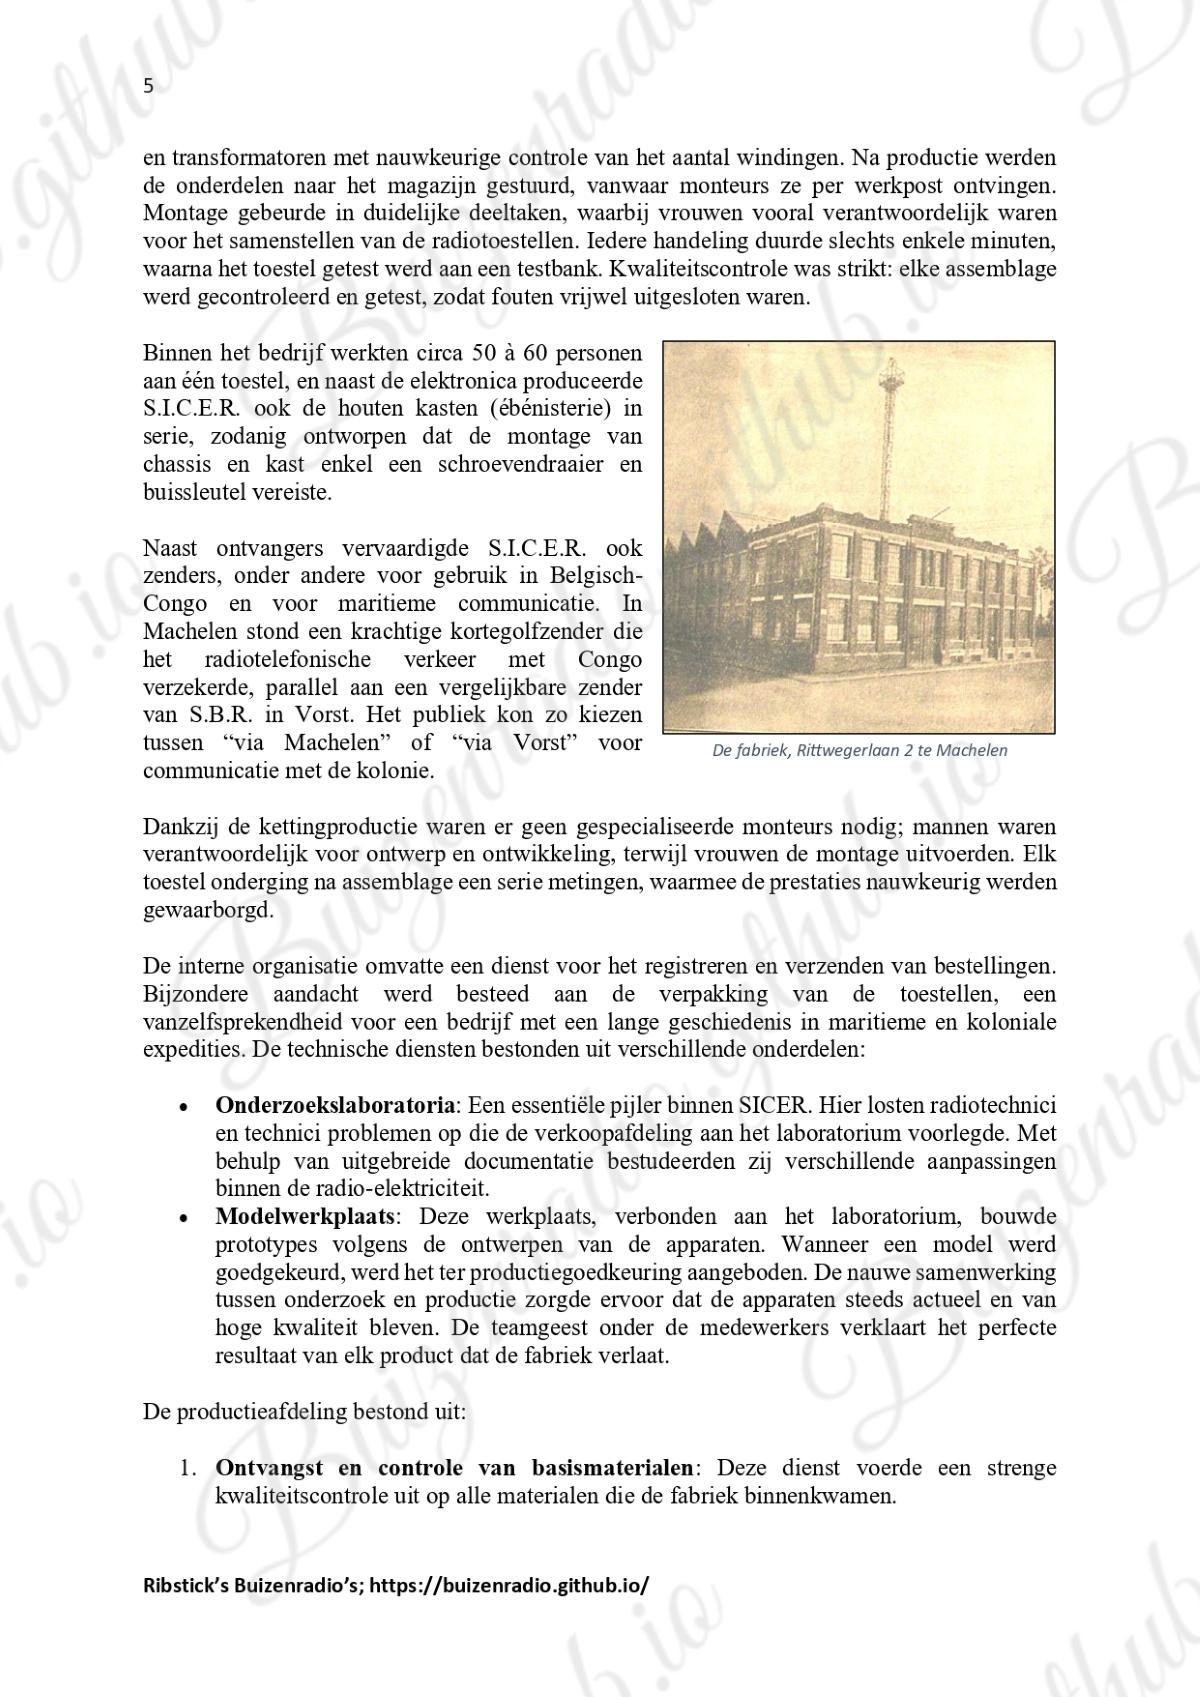 5
en transformatoren met nauwkeurige controle van het aantal windingen. Na productie werden
de onderdelen naar het magazijn gestuurd, vanwaar monteurs ze per werkpost ontvingen.
Montage gebeurde in duidelijke deeltaken, waarbij vrouwen vooral verantwoordelijk waren
voor het samenstellen van de radiotoestellen. Iedere handeling duurde slechts enkele minuten,
waarna het toestel getest werd aan een testbank. Kwaliteitscontrole was strikt: elke assemblage
werd gecontroleerd en getest, zodat fouten vrijwel uitgesloten waren.
Binnen het bedrijf werkten circa 50 à 60 personen
aan één toestel, en naast de elektronica produceerde
S.I.C.E.R. ook de houten kasten (ébénisterie) in
serie, zodanig ontworpen dat de montage van
chassis en kast enkel een schroevendraaier en
buissleutel vereiste.
Naast ontvangers vervaardigde S.I.C.E.R. ook
zenders, onder andere voor gebruik in Belgisch-
Congo en voor maritieme communicatie. In
Machelen stond een krachtige kortegolfzender die
het radiotelefonische verkeer met Congo
verzekerde, parallel aan een vergelijkbare zender
van S.B.R. in Vorst. Het publiek kon zo kiezen
tussen “via Machelen” of “via Vorst” voor
communicatie met de kolonie.
De fabriek, Rittwegerlaan 2 te Machelen
Dankzij de kettingproductie waren er geen gespecialiseerde monteurs nodig; mannen waren
verantwoordelijk voor ontwerp en ontwikkeling, terwijl vrouwen de montage uitvoerden. Elk
toestel onderging na assemblage een serie metingen, waarmee de prestaties nauwkeurig werden
gewaarborgd.
De interne organisatie omvatte een dienst voor het registreren en verzenden van bestellingen.
Bijzondere aandacht werd besteed aan de verpakking van de toestellen, een
vanzelfsprekendheid voor een bedrijf met een lange geschiedenis in maritieme en koloniale
expedities. De technische diensten bestonden uit verschillende onderdelen:
• Onderzoekslaboratoria: Een essentiële pijler binnen SICER. Hier losten radiotechnici
en technici problemen op die de verkoopafdeling aan het laboratorium voorlegde. Met
behulp van uitgebreide documentatie bestudeerden zij verschillende aanpassingen
binnen de radio-elektriciteit.
• Modelwerkplaats: Deze werkplaats, verbonden aan het laboratorium, bouwde
prototypes volgens de ontwerpen van de apparaten. Wanneer een model werd
goedgekeurd, werd het ter productiegoedkeuring aangeboden. De nauwe samenwerking
tussen onderzoek en productie zorgde ervoor dat de apparaten steeds actueel en van
hoge kwaliteit bleven. De teamgeest onder de medewerkers verklaart het perfecte
resultaat van elk product dat de fabriek verlaat.
De productieafdeling bestond uit:
1. Ontvangst en controle van basismaterialen: Deze dienst voerde een strenge
kwaliteitscontrole uit op alle materialen die de fabriek binnenkwamen.
Ribstick’s Buizenradio’s; https://buizenradio.github.io/
Buizenradio.github.io